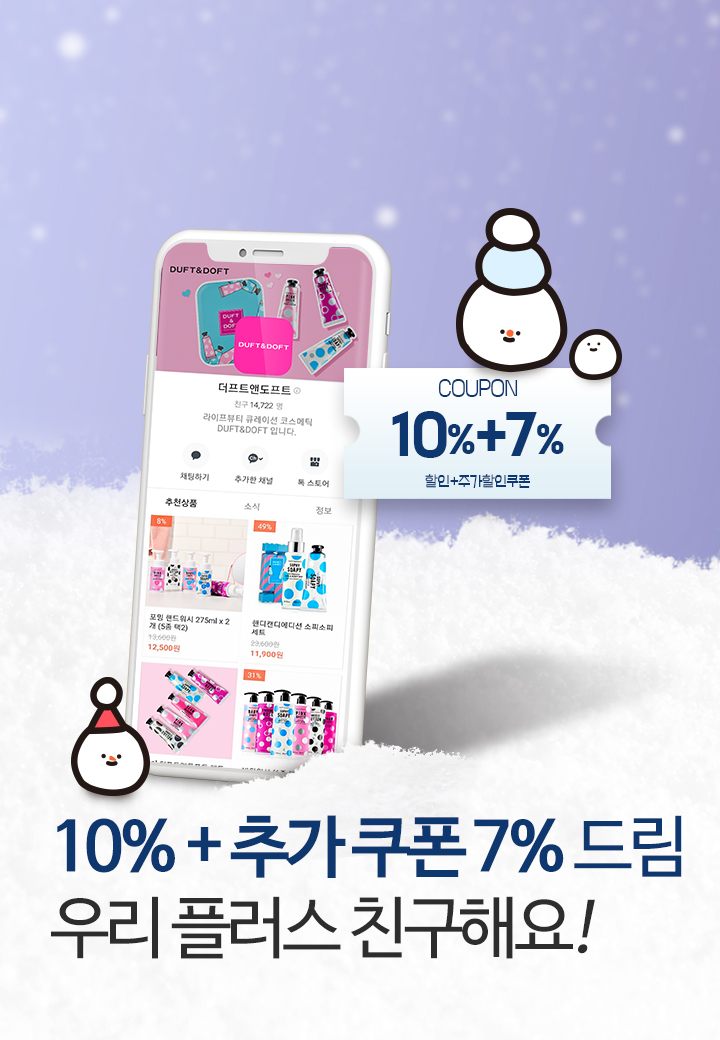 DUFT&DOFT
DUFT
&
DOFT
DUFT&DOFT
더프트앤도프트
친구 14,722 명
라이프뷰티 큐레이션 코스메틱
DUFT&DOFT 입니다.
채팅하기
추가한 채널
톡 스토어
추천상품
소식
정보
8%
49%
포밍 핸드워시 275ml x 2
개 (5종 택2)
13,600원
12,500원
핸디캔디에디션 소피소피
세트
23,600원
11,900원
31%
COUPON
10%+7%
할인+추가할인쿠폰
10% + 추가 쿠폰 7% 드림
우리 플러스 친구해요!